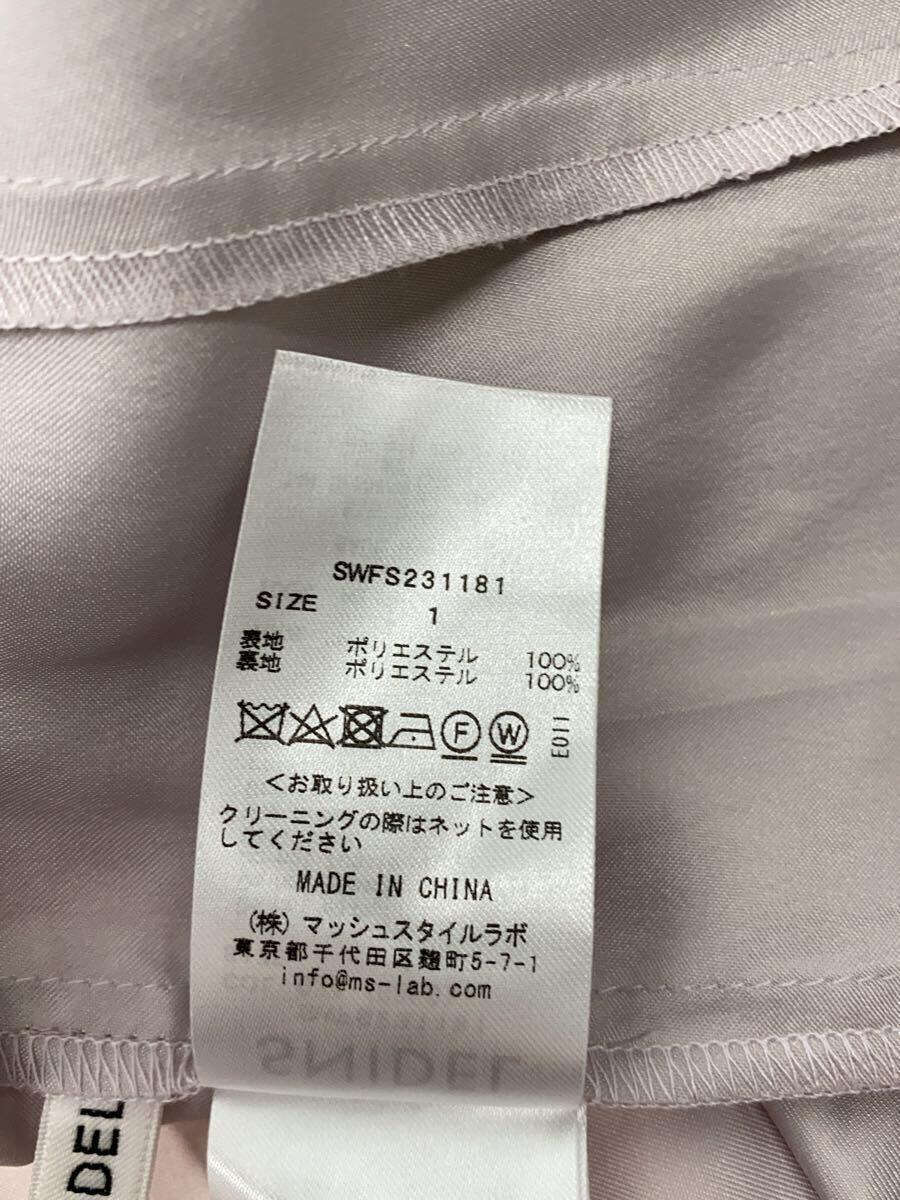 SWFS231181
SIZE 1
表地 ポリエステル 100%
裏地 ポリエステル 100%
F W E011
<お取り扱い上のご注意>
クリーニングの際はネットを使用
してください
MADE IN CHINA
(株) マッシュスタイルラボ
東京都千代田区麹町5-7-1
info@ms-lab.com
SNIDEL
DEL